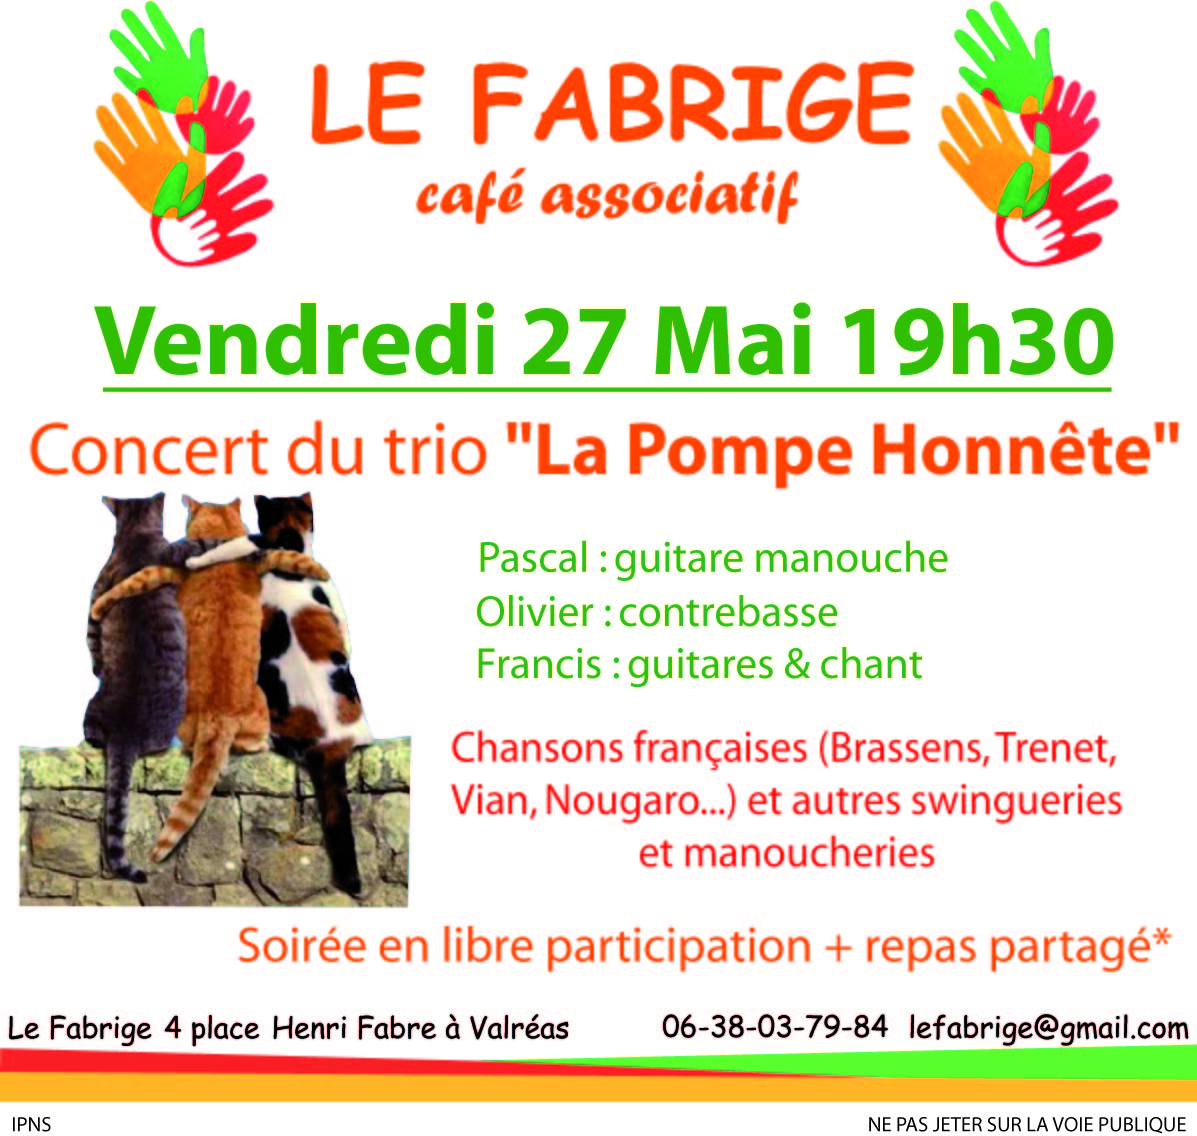 LE FABRIGE
café associatif
Vendredi 27 Mai 19h30
Concert du trio "La Pompe Honnête"
Pascal : guitare manouche
Olivier : contrebasse
Francis : guitares & chant
Chansons françaises (Brassens, Trenet,
Vian, Nougaro...) et autres swingueries
et manoucheries
Soirée en libre participation + repas partagé*
Le Fabrige 4 place Henri Fabre à Valréas 06-38-03-79-84 lefabrige@gmail.com
IPNS NE PAS JETER SUR LA VOIE PUBLIQUE